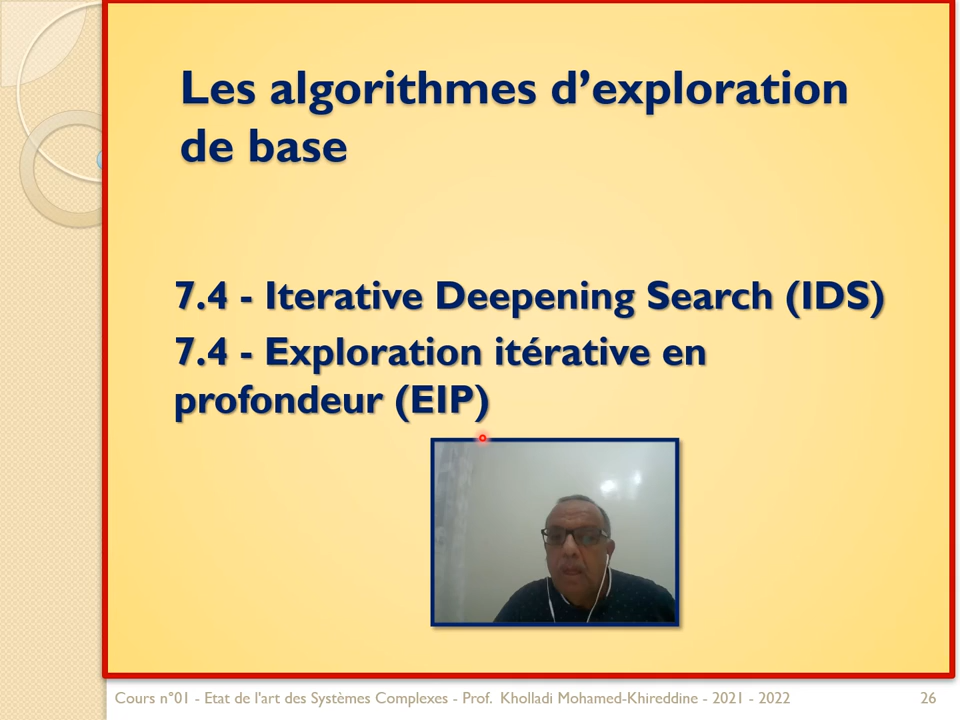 Les algorithmes d’exploration
de base
7.4 - Iterative Deepening Search (IDS)
7.4 - Exploration itérative en
profondeur (EIP)
Cours n°01 - Etat de l'art des Systèmes Complexes - Prof. Kholladi Mohamed-Khireddine - 2021 - 2022 26